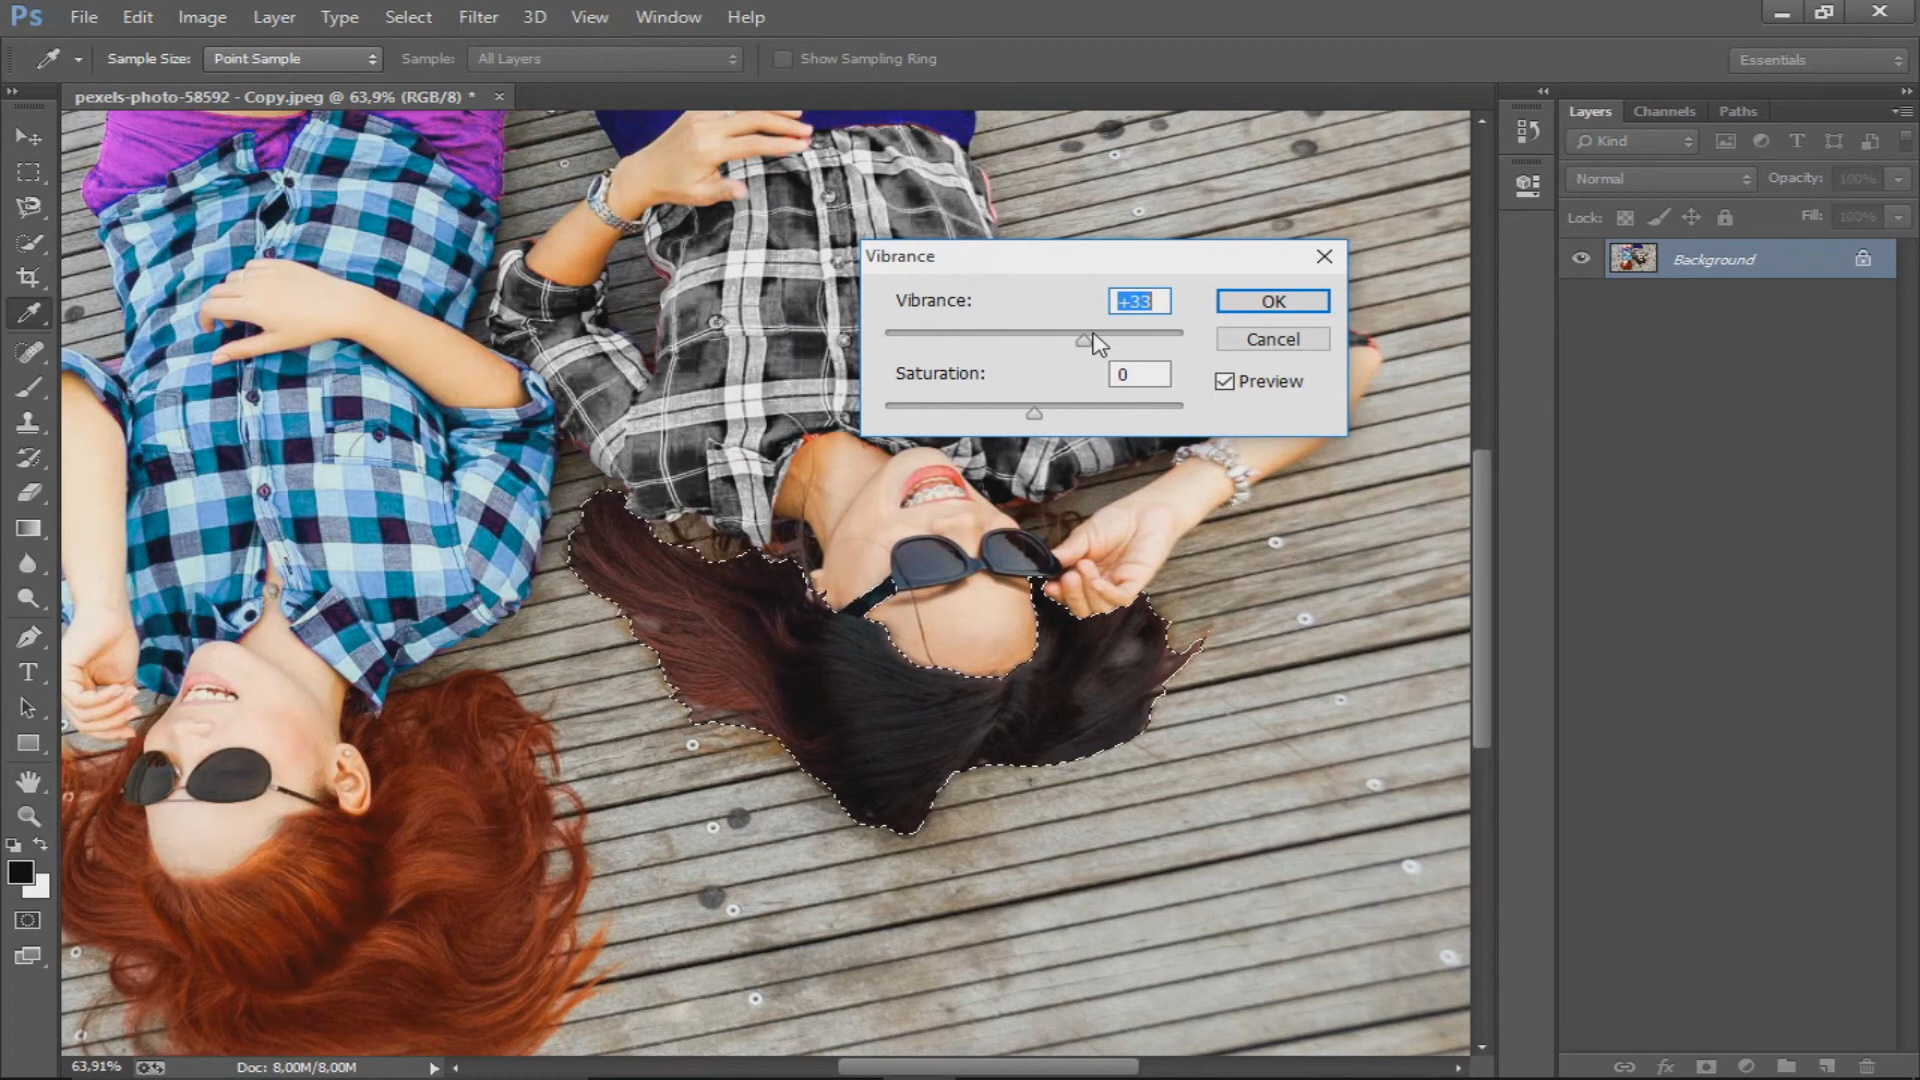 Ps File Edit Image Layer Type Select Filter 3D View Window Help
Sample Size: Point Sample Sample: All Layers Show Sampling Ring Essentials
pexels-photo-58592 - Copy.jpeg @ 63,9% (RGB/8) *
Layers Channels Paths
Kind
Normal Opacity: 100%
Lock: Fill: 100%
Background
Vibrance
Vibrance: +33 OK
Cancel
Saturation: 0
Preview
63,91% Doc: 8,00M/8,00M